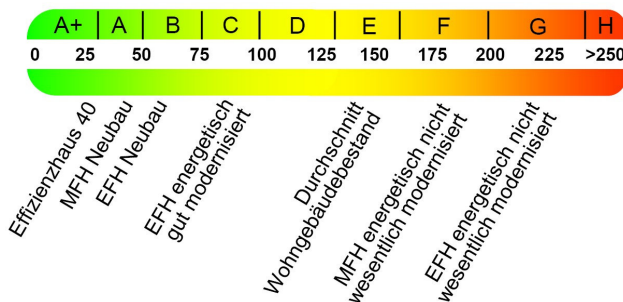 A+ A B C D E F G H
0 25 50 75 100 125 150 175 200 225 >250
Effizienzhaus 40
MFH Neubau
EFH Neubau
EFH energetisch
gut modernisiert
Durchschnitt
Wohngebäudebestand
MFH energetisch nicht
wesentlich modernisiert
EFH energetisch nicht
wesentlich modernisiert